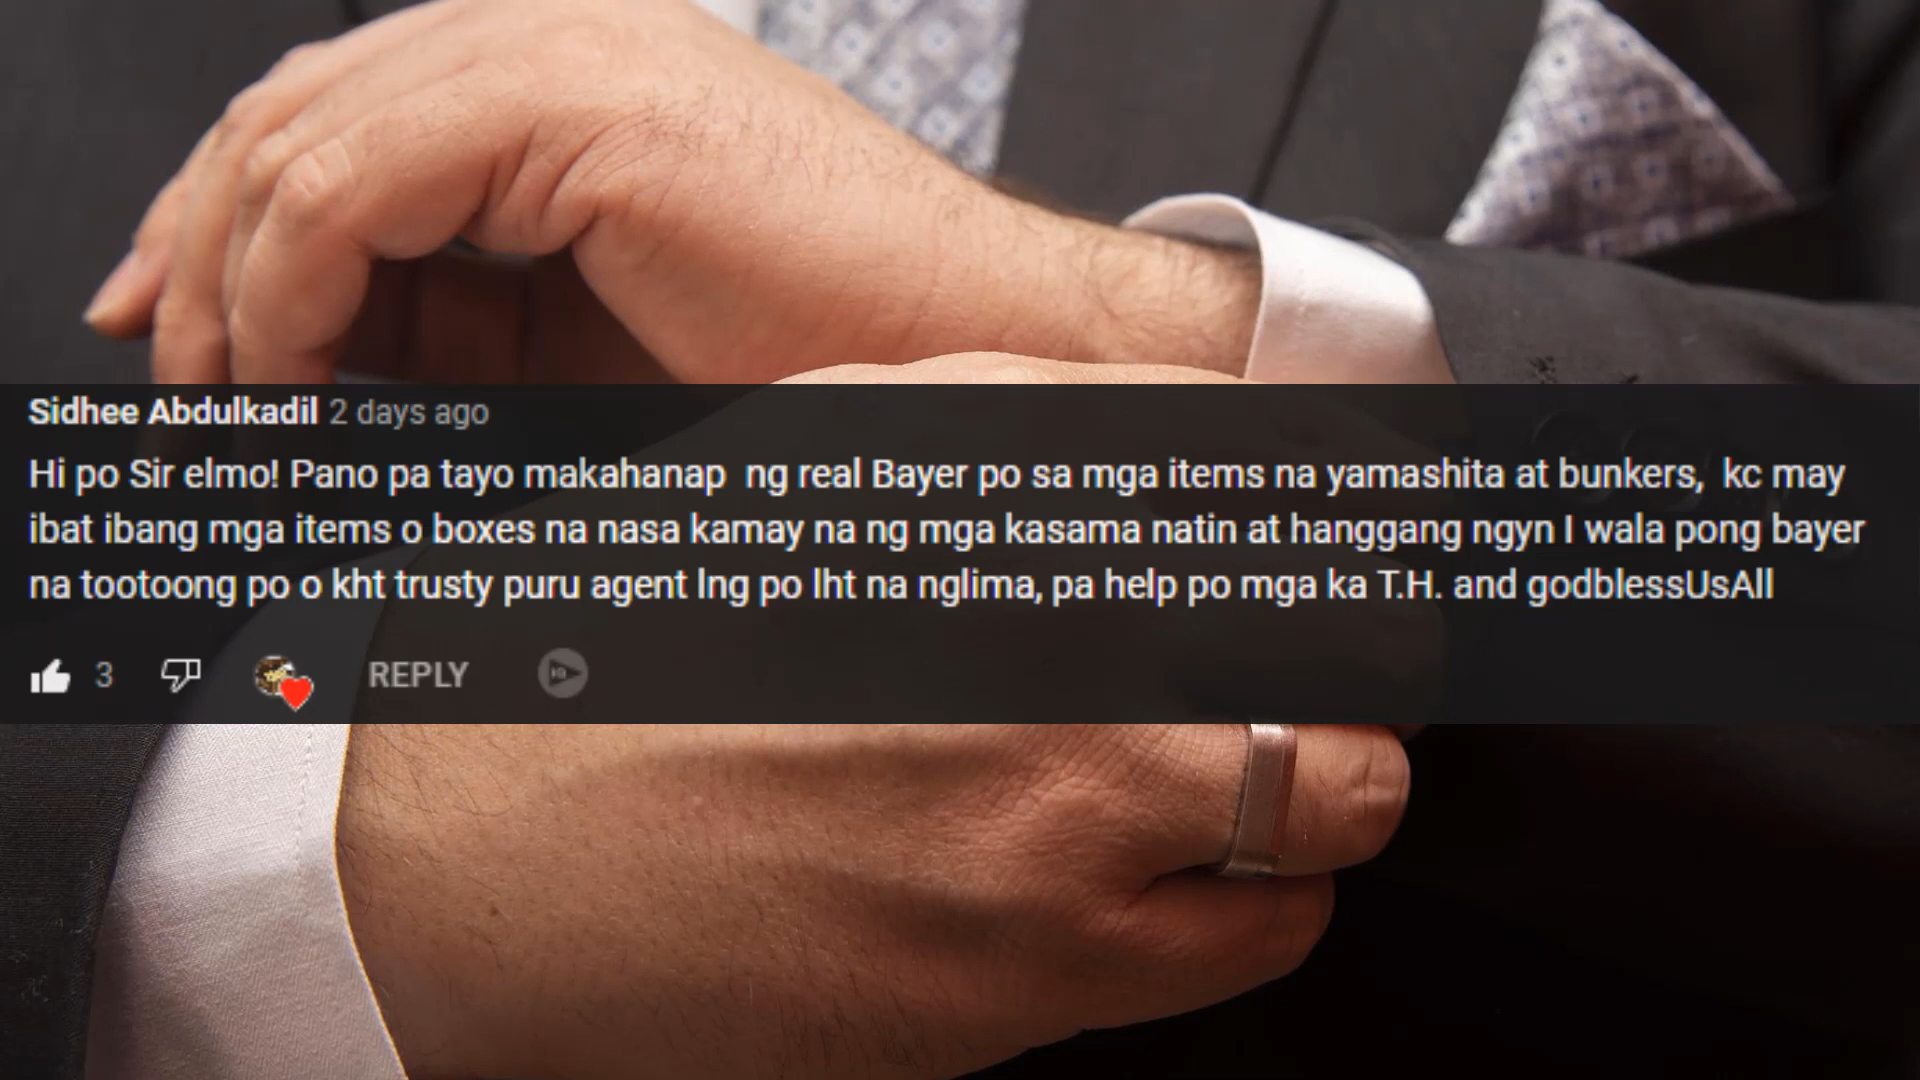 Sidhee Abdulkadil 2 days ago
Hi po Sir elmo! Pano pa tayo makahanap ng real Bayer po sa mga items na yamashita at bunkers, kc may
ibat ibang mga items o boxes na nasa kamay na ng mga kasama natin at hanggang ngyn I wala pong bayer
na tootoong po o kht trusty puru agent lng po lht na nglima, pa help po mga ka T.H. and godblessUsAll
3 REPLY